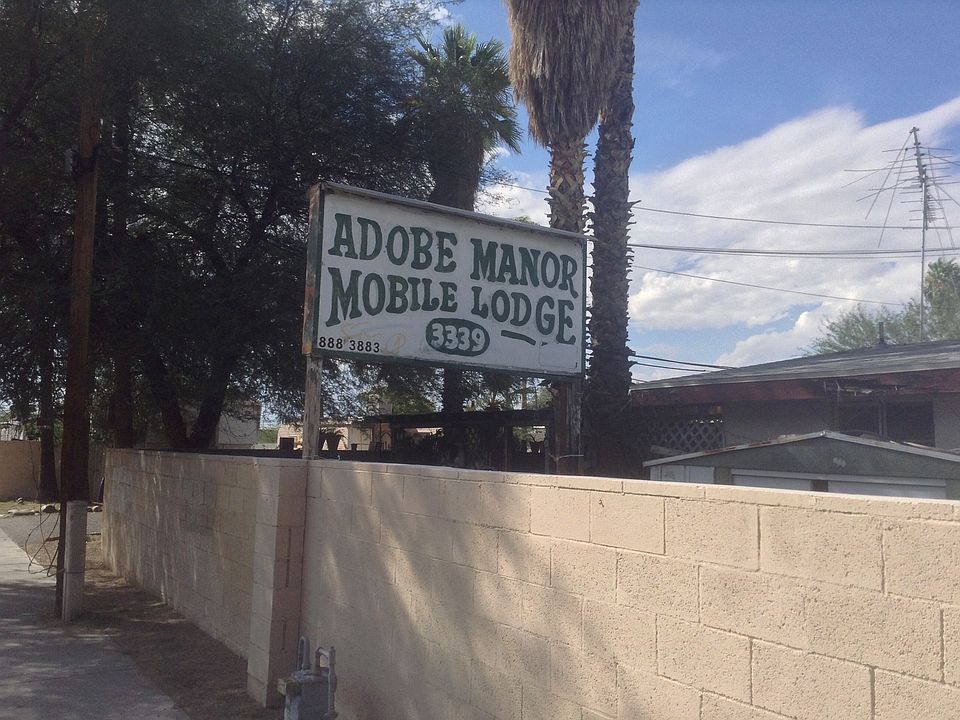 ADOBE MANOR
MOBILE LODGE
3339
888 3883